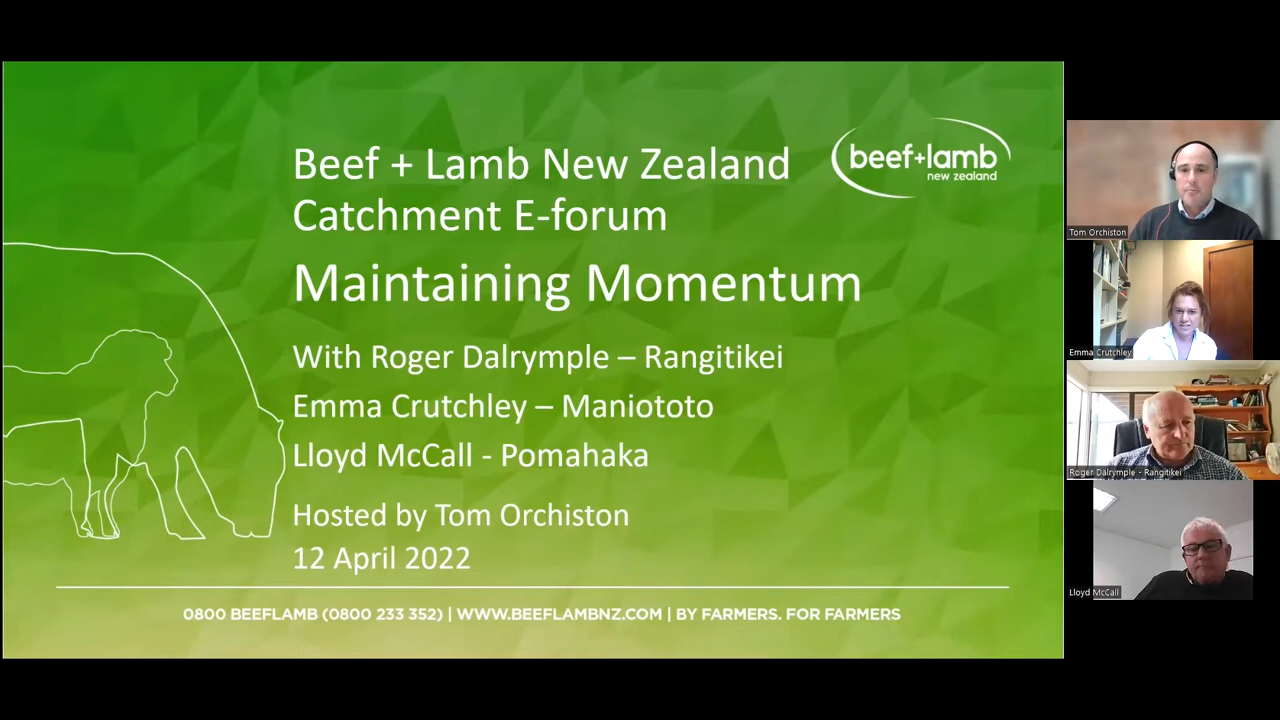 Beef + Lamb New Zealand
Catchment E-forum
Maintaining Momentum
With Roger Dalrymple – Rangitikei
Emma Crutchley – Maniototo
Lloyd McCall - Pomahaka
Hosted by Tom Orchiston
12 April 2022
0800 BEEFLAMB (0800 233 352) | WWW.BEEFLAMBNZ.COM | BY FARMERS. FOR FARMERS
beef+lamb
new zealand
Tom Orchiston
Emma Crutchley
Roger Dalrymple - Rangitikei
Lloyd McCall